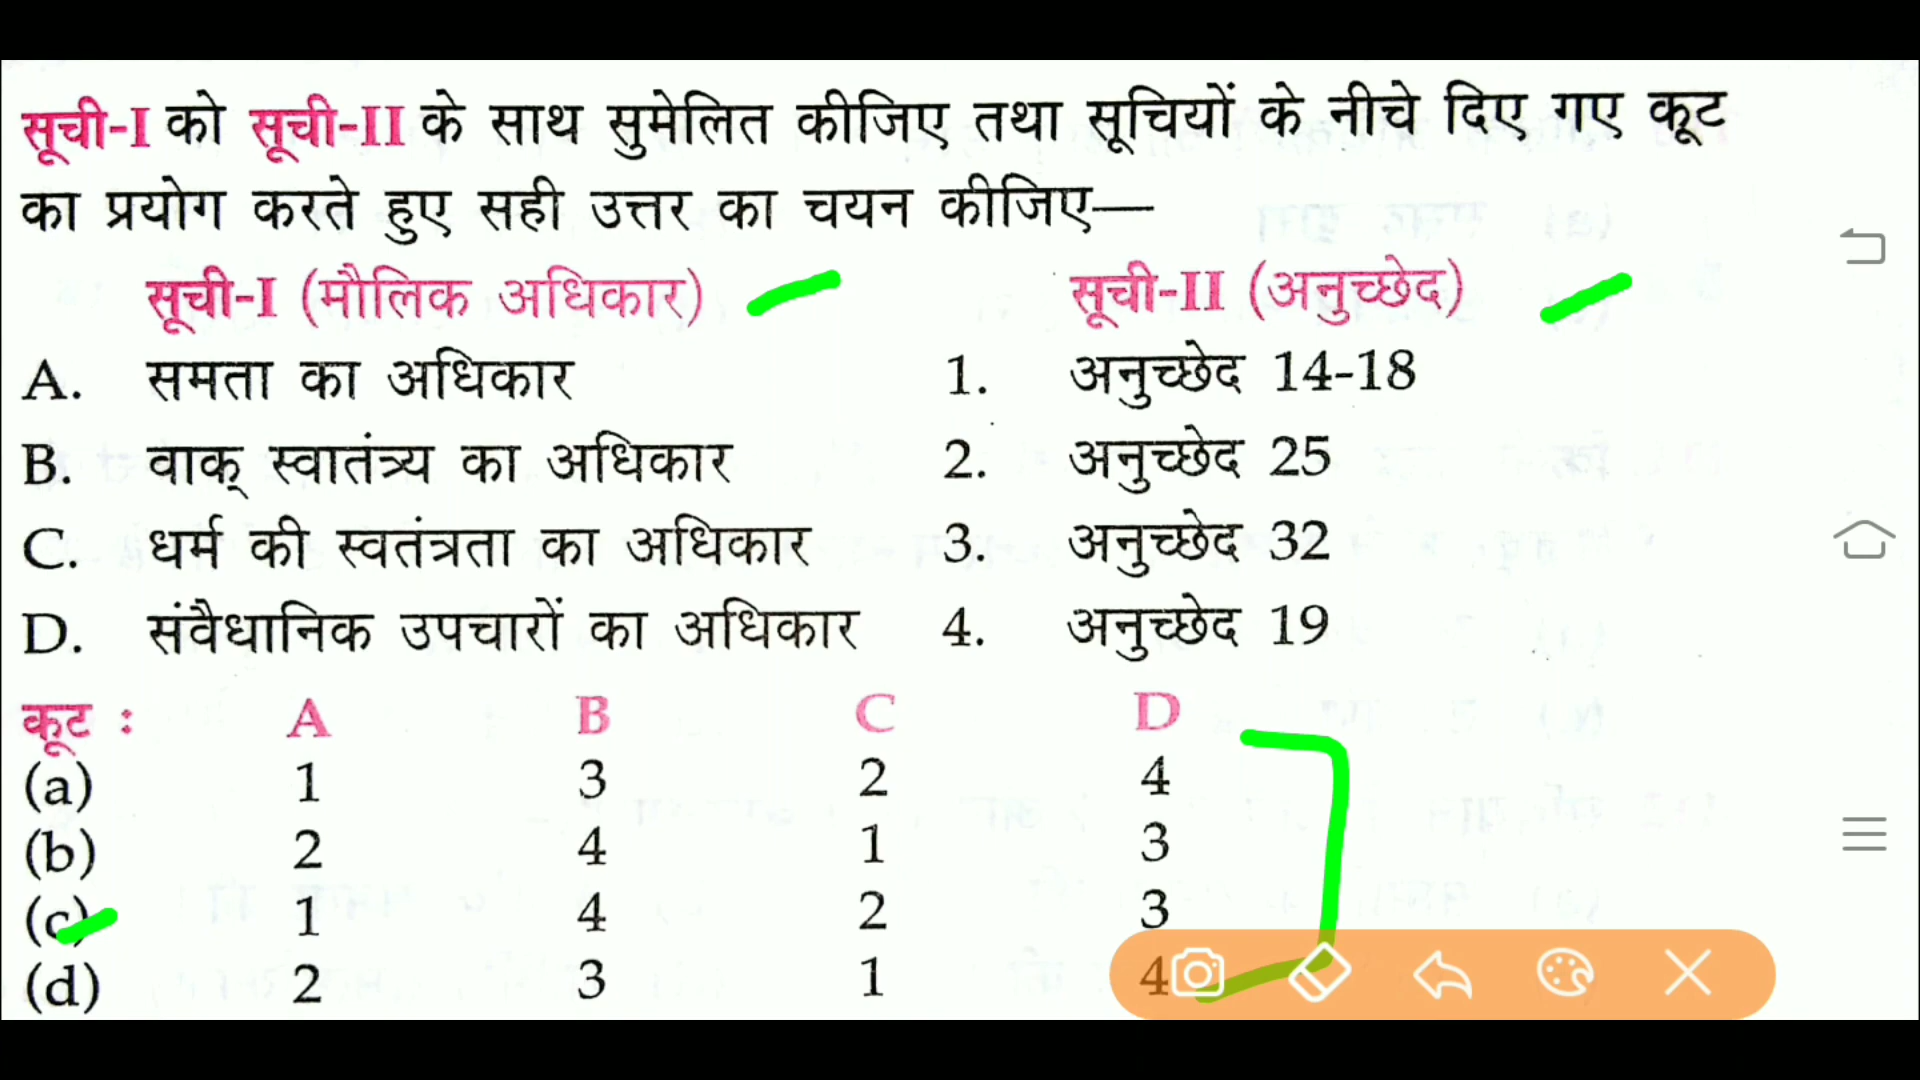 सूची-I को सूची-II के साथ सुमेलित कीजिए तथा सूचियों के नीचे दिए गए कूट
का प्रयोग करते हुए सही उत्तर का चयन कीजिए—
सूची-I (मौलिक अधिकार) सूची-II (अनुच्छेद)
A. समता का अधिकार 1. अनुच्छेद 14-18
B. वाक् स्वातंत्र्य का अधिकार 2. अनुच्छेद 25
C. धर्म की स्वतंत्रता का अधिकार 3. अनुच्छेद 32
D. संवैधानिक उपचारों का अधिकार 4. अनुच्छेद 19
कूट : A B C D
(a) 1 3 2 4
(b) 2 4 1 3
(c) 1 4 2 3
(d) 2 3 1 4